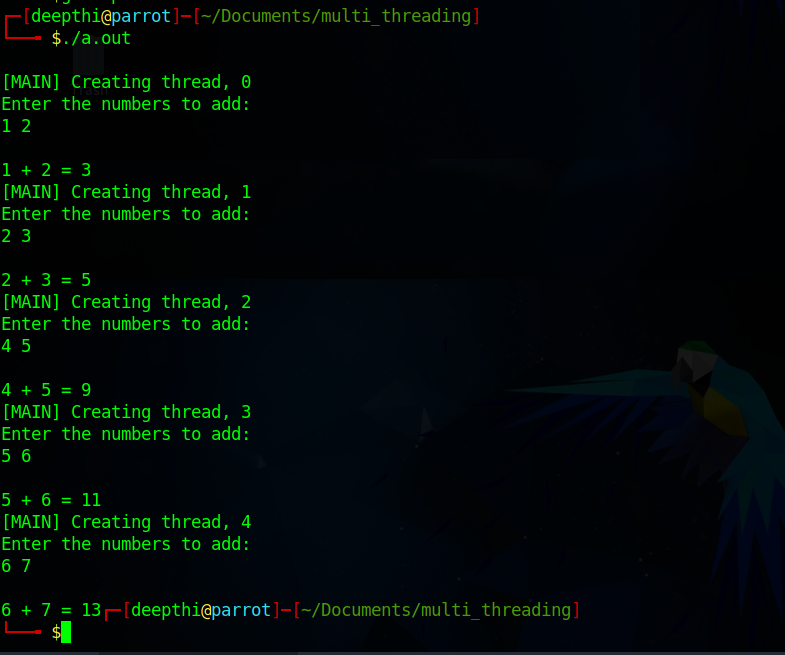 ┌─[deepthi@parrot]─[~/Documents/multi_threading]
└──╼ $./a.out
[MAIN] Creating thread, 0
Enter the numbers to add:
1 2
1 + 2 = 3
[MAIN] Creating thread, 1
Enter the numbers to add:
2 3
2 + 3 = 5
[MAIN] Creating thread, 2
Enter the numbers to add:
4 5
4 + 5 = 9
[MAIN] Creating thread, 3
Enter the numbers to add:
5 6
5 + 6 = 11
[MAIN] Creating thread, 4
Enter the numbers to add:
6 7
6 + 7 = 13┌─[deepthi@parrot]─[~/Documents/multi_threading]
└──╼ $